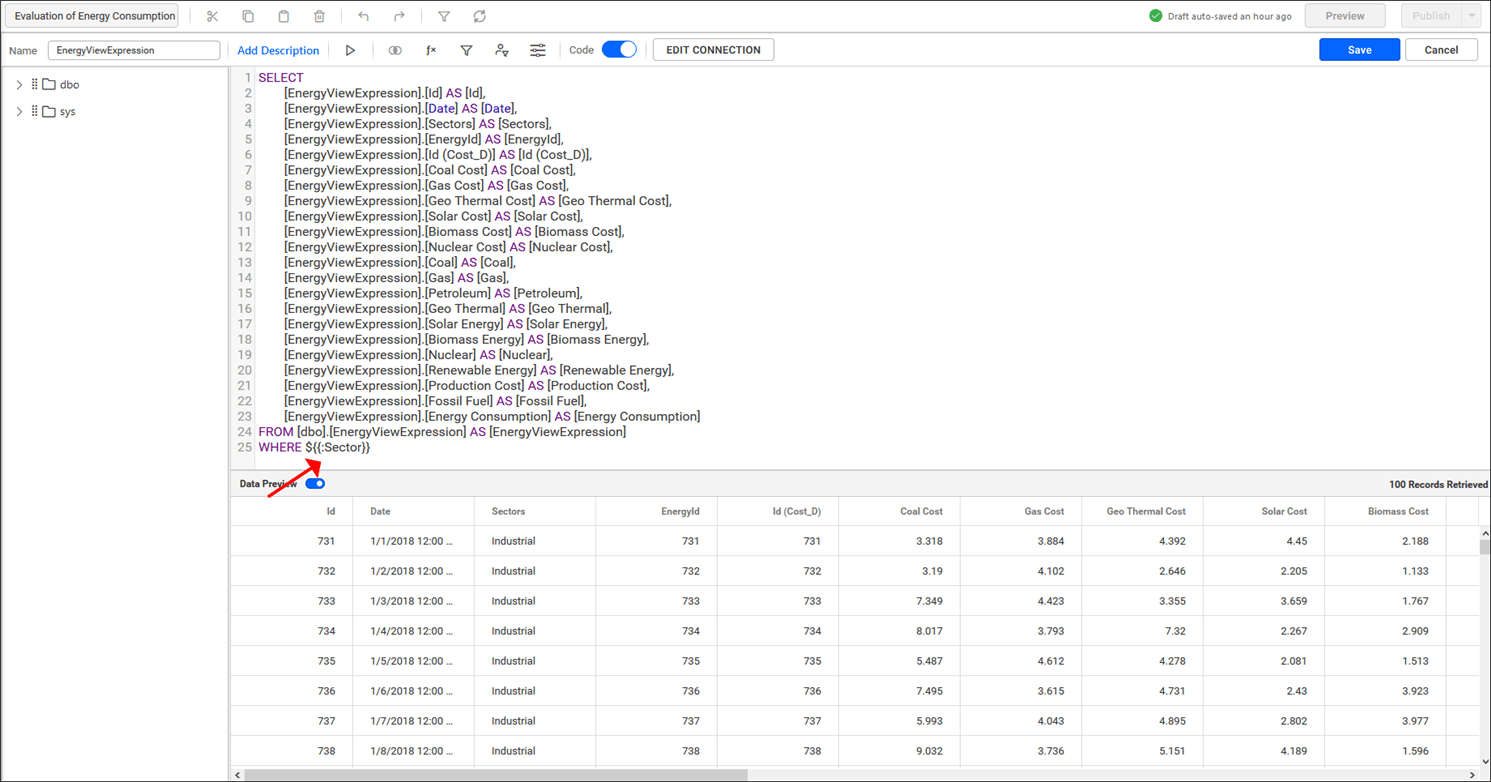 Evaluation of Energy Consumption Draft auto-saved an hour ago Preview Publish
Name EnergyViewExpression Add Description fx Code EDIT CONNECTION Save Cancel
dbo
sys
1 SELECT
2 [EnergyViewExpression].[Id] AS [Id],
3 [EnergyViewExpression].[Date] AS [Date],
4 [EnergyViewExpression].[Sectors] AS [Sectors],
5 [EnergyViewExpression].[EnergyId] AS [EnergyId],
6 [EnergyViewExpression].[Id (Cost_D)] AS [Id (Cost_D)],
7 [EnergyViewExpression].[Coal Cost] AS [Coal Cost],
8 [EnergyViewExpression].[Gas Cost] AS [Gas Cost],
9 [EnergyViewExpression].[Geo Thermal Cost] AS [Geo Thermal Cost],
10 [EnergyViewExpression].[Solar Cost] AS [Solar Cost],
11 [EnergyViewExpression].[Biomass Cost] AS [Biomass Cost],
12 [EnergyViewExpression].[Nuclear Cost] AS [Nuclear Cost],
13 [EnergyViewExpression].[Coal] AS [Coal],
14 [EnergyViewExpression].[Gas] AS [Gas],
15 [EnergyViewExpression].[Petroleum] AS [Petroleum],
16 [EnergyViewExpression].[Geo Thermal] AS [Geo Thermal],
17 [EnergyViewExpression].[Solar Energy] AS [Solar Energy],
18 [EnergyViewExpression].[Biomass Energy] AS [Biomass Energy],
19 [EnergyViewExpression].[Nuclear] AS [Nuclear],
20 [EnergyViewExpression].[Renewable Energy] AS [Renewable Energy],
21 [EnergyViewExpression].[Production Cost] AS [Production Cost],
22 [EnergyViewExpression].[Fossil Fuel] AS [Fossil Fuel],
23 [EnergyViewExpression].[Energy Consumption] AS [Energy Consumption]
24 FROM [dbo].[EnergyViewExpression] AS [EnergyViewExpression]
25 WHERE ${{:Sector}}
Data Preview 100 Records Retrieved
Id Date Sectors EnergyId Id (Cost_D) Coal Cost Gas Cost Geo Thermal Cost Solar Cost Biomass Cost
731 1/1/2018 12:00 ... Industrial 731 731 3.318 3.884 4.392 4.45 2.188
732 1/2/2018 12:00 ... Industrial 732 732 3.19 4.102 2.646 2.205 1.133
733 1/3/2018 12:00 ... Industrial 733 733 7.349 4.423 3.355 3.659 1.767
734 1/4/2018 12:00 ... Industrial 734 734 8.017 3.793 7.32 2.267 2.909
735 1/5/2018 12:00 ... Industrial 735 735 5.487 4.612 4.278 2.081 1.513
736 1/6/2018 12:00 ... Industrial 736 736 7.495 3.615 4.731 2.43 3.923
737 1/7/2018 12:00 ... Industrial 737 737 5.993 4.043 4.895 2.802 3.977
738 1/8/2018 12:00 ... Industrial 738 738 9.032 3.736 5.151 4.189 1.596